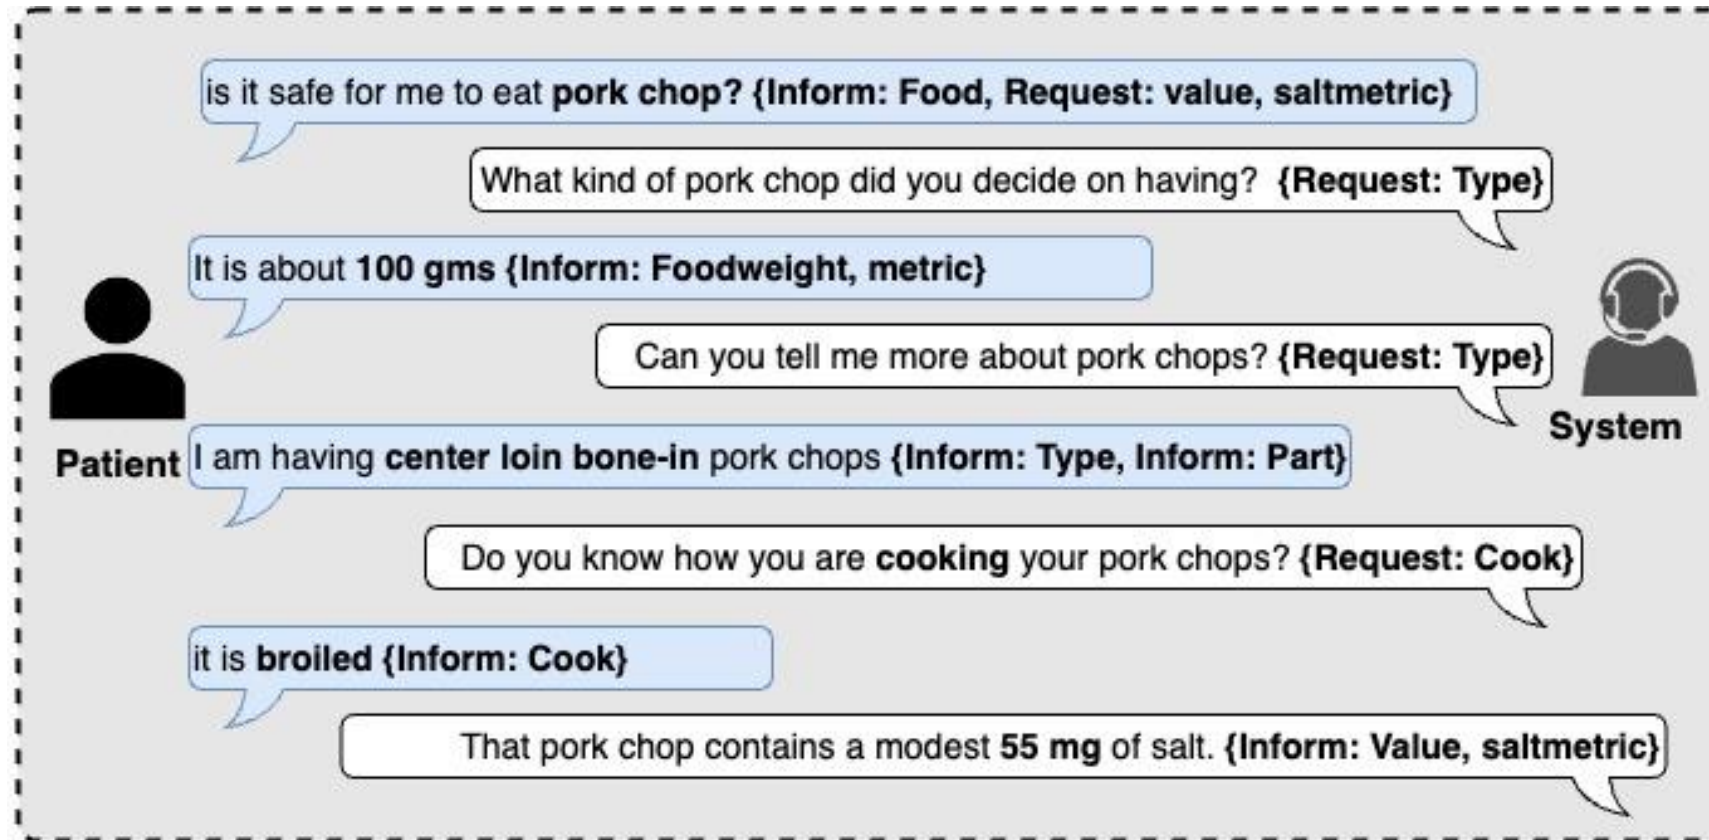 is it safe for me to eat pork chop? {Inform: Food, Request: value, saltmetric}
What kind of pork chop did you decide on having? {Request: Type}
It is about 100 gms {Inform: Foodweight, metric}
Can you tell me more about pork chops? {Request: Type}
System
Patient
I am having center loin bone-in pork chops {Inform: Type, Inform: Part}
Do you know how you are cooking your pork chops? {Request: Cook}
it is broiled {Inform: Cook}
That pork chop contains a modest 55 mg of salt. {Inform: Value, saltmetric}